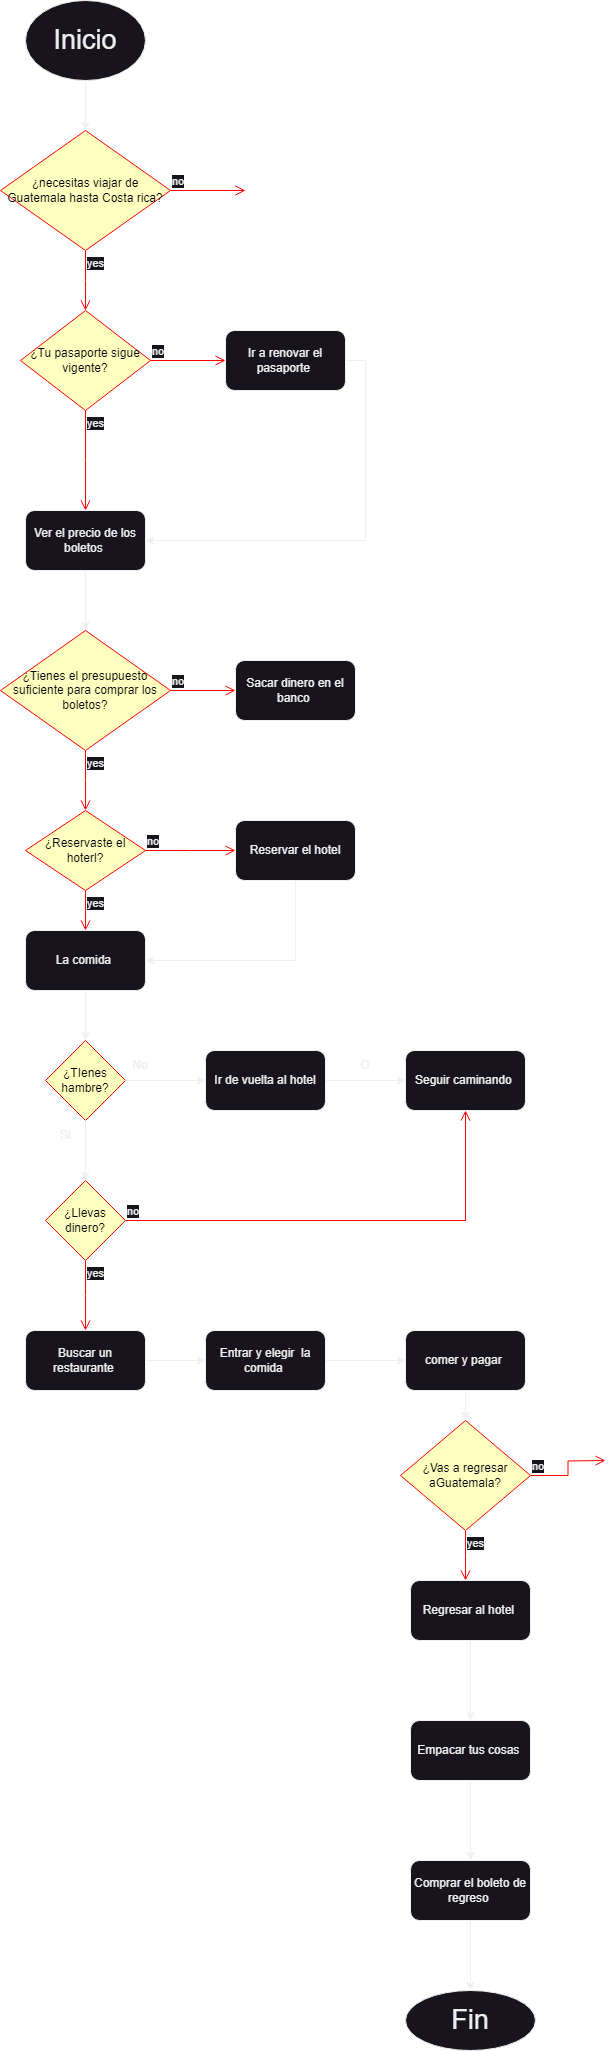 Inicio
¿necesitas viajar de
Guatemala hasta Costa rica?
no
yes
¿Tu pasaporte sigue
vigente?
no
Ir a renovar el
pasaporte
yes
Ver el precio de los
boletos
¿Tienes el presupuesto
suficiente para comprar los
boletos?
no
Sacar dinero en el
banco
yes
¿Reservaste el
hoterl?
no
Reservar el hotel
yes
La comida
¿TIenes
hambre?
No
Ir de vuelta al hotel
O
Seguir caminando
Si
¿Llevas
dinero?
no
yes
Buscar un
restaurante
Entrar y elegir la
comida
comer y pagar
¿Vas a regresar
aGuatemala?
no
yes
Regresar al hotel
Empacar tus cosas
Comprar el boleto de
regreso
Fin